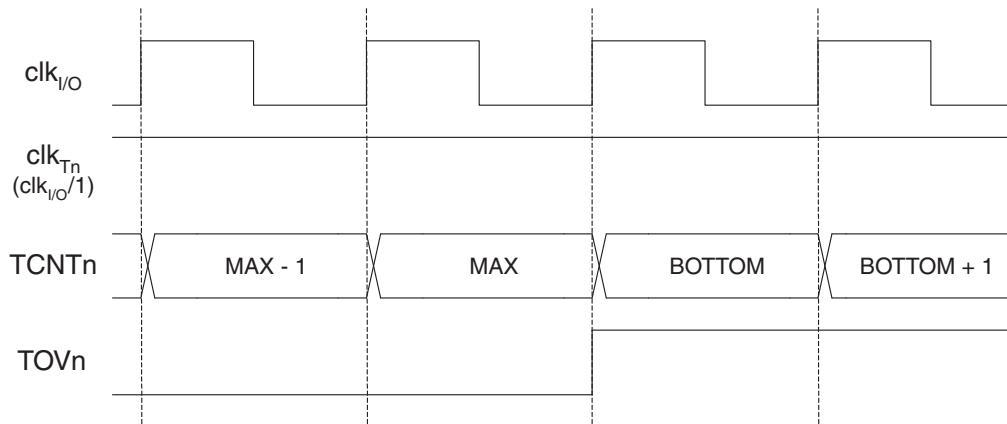 clkI/O
clkTn
(clkI/O/1)
TCNTn
MAX - 1
MAX
BOTTOM
BOTTOM + 1
TOVn